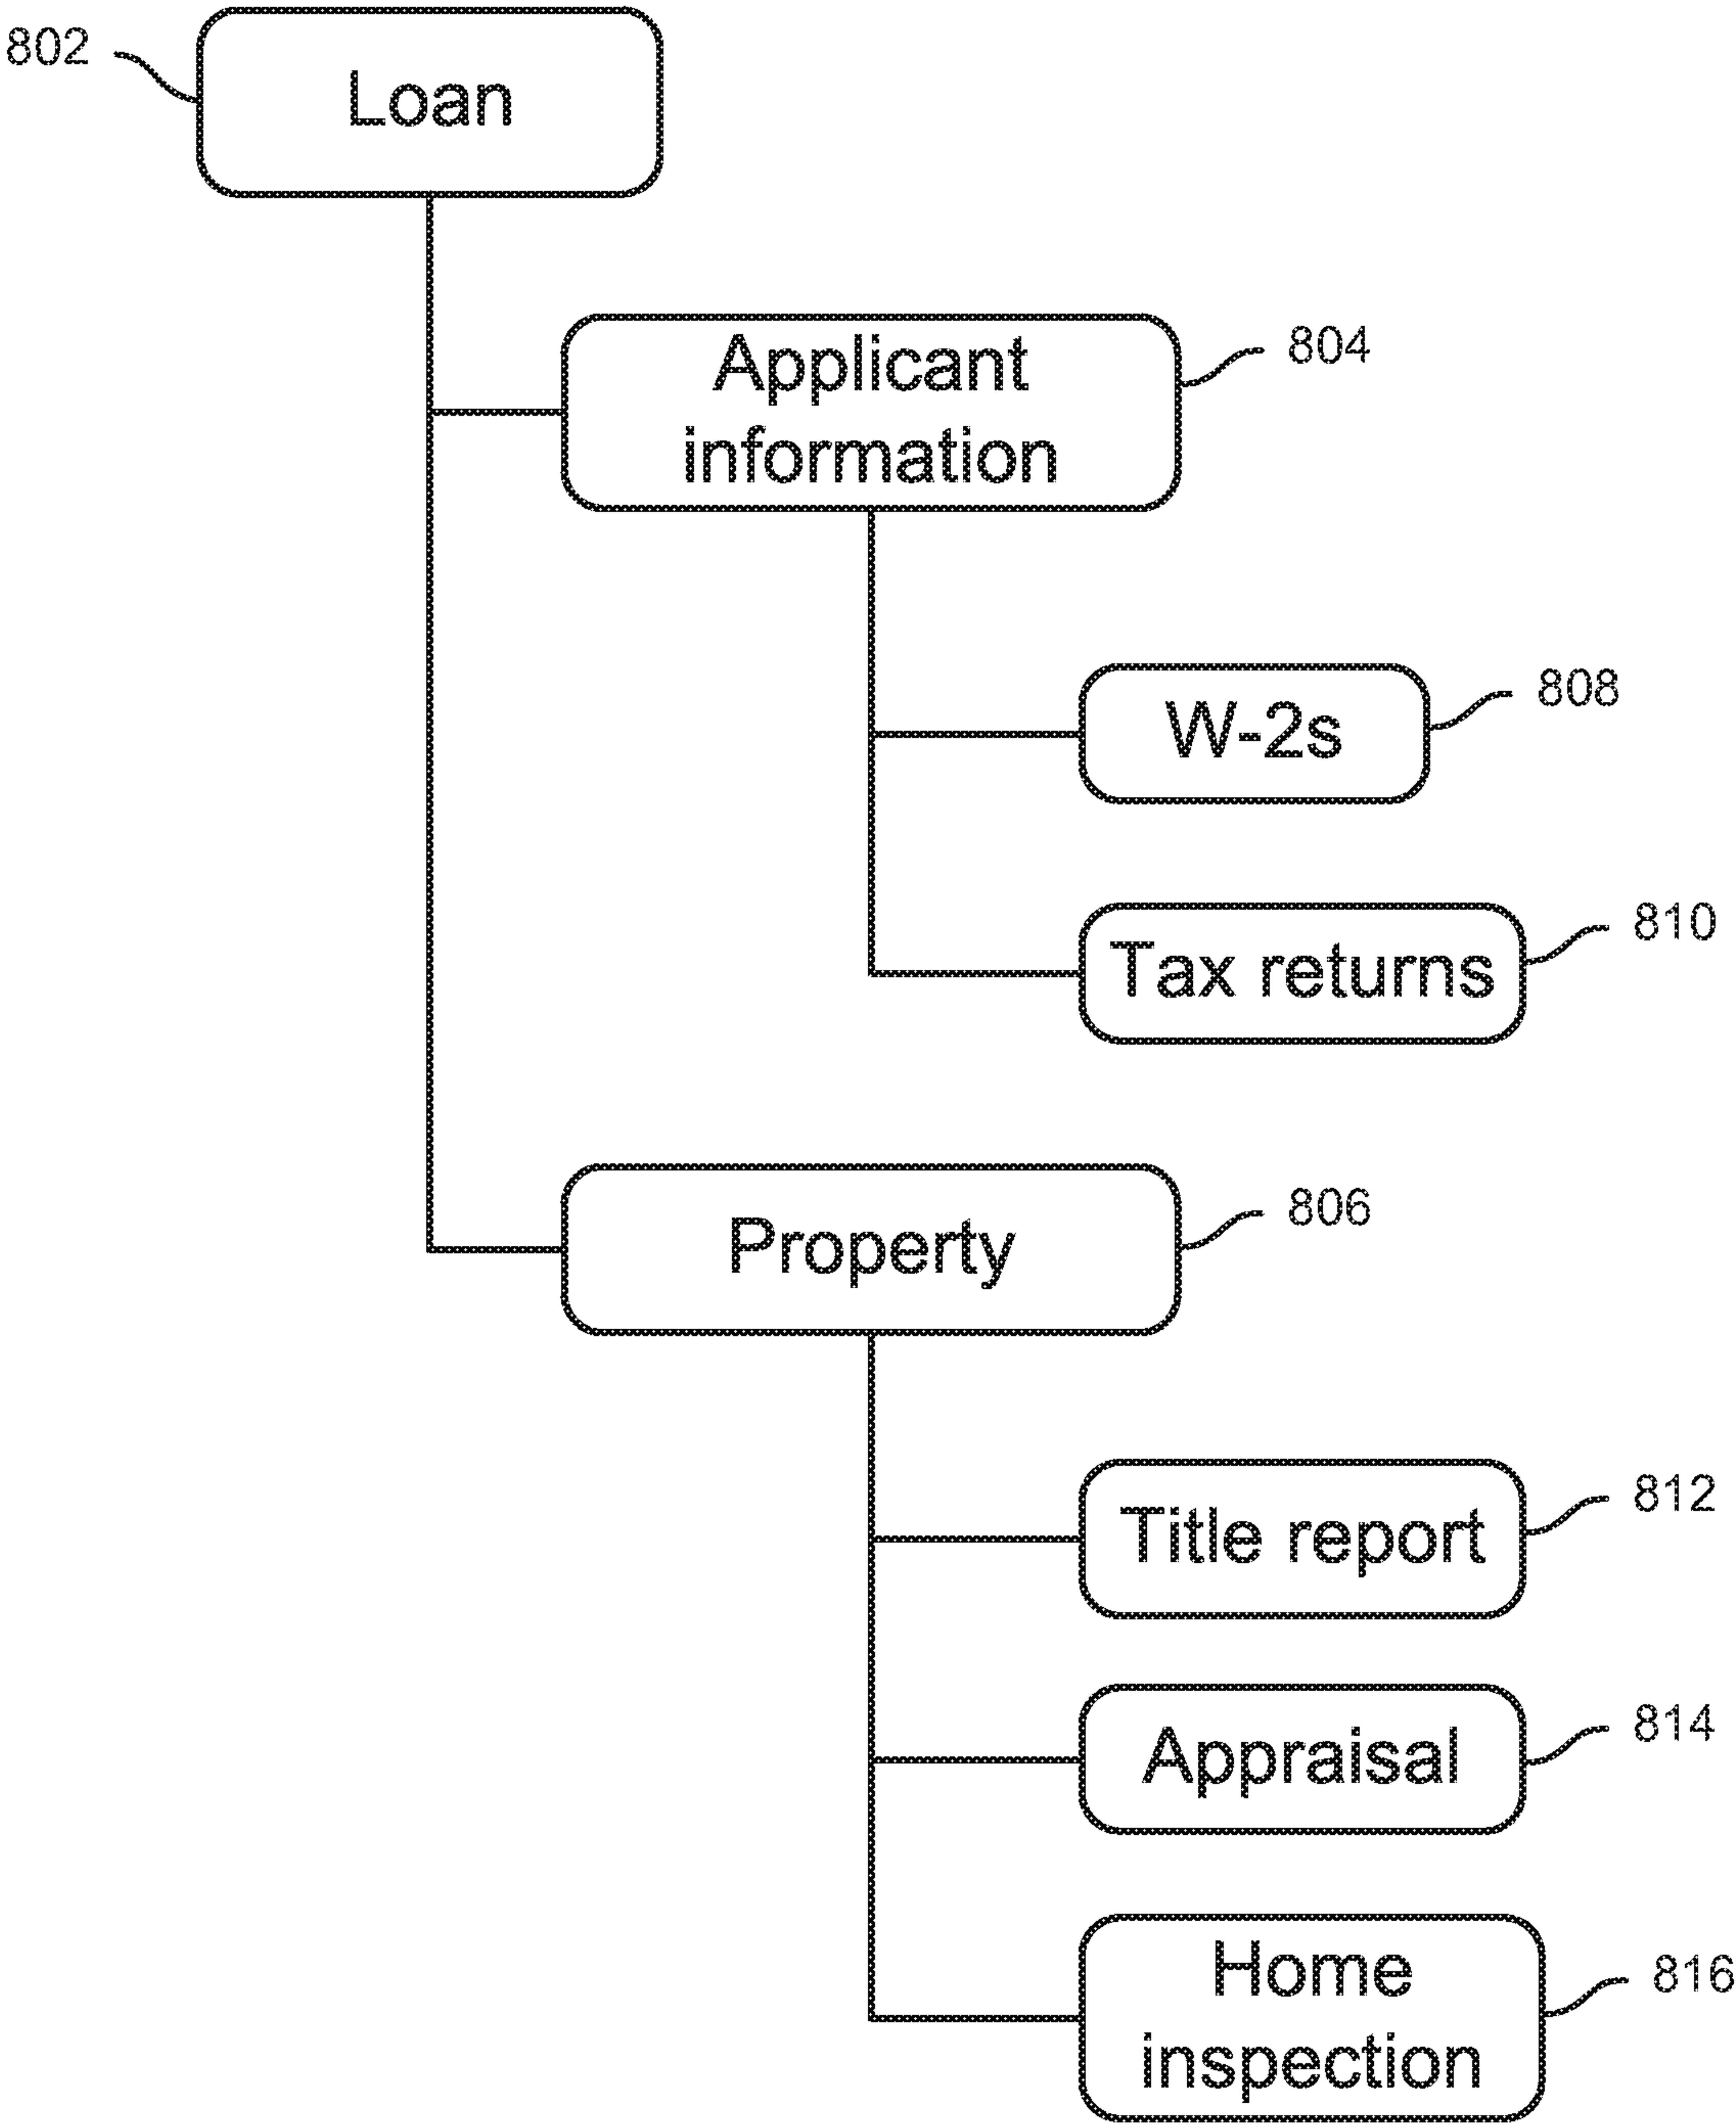 802
Loan
Applicant
information
804
W-2s
808
Tax returns
810
Property
806
Title report
812
Appraisal
814
Home
inspection
816